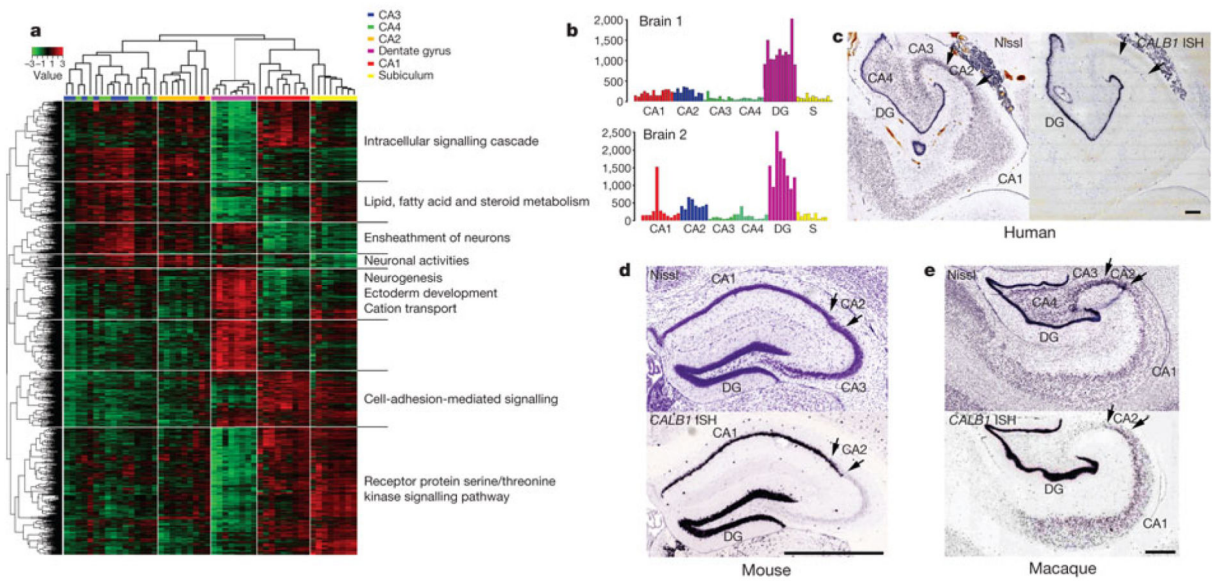 a
−3−1 1 3
Value
CA3
CA4
CA2
Dentate gyrus
CA1
Subiculum
Intracellular signalling cascade
Lipid, fatty acid and steroid metabolism
Ensheathment of neurons
Neuronal activities
Neurogenesis
Ectoderm development
Cation transport
Cell-adhesion-mediated signalling
Receptor protein serine/threonine
kinase signalling pathway
b
Brain 1
2,000
1,500
1,000
500
0
CA1 CA2 CA3 CA4 DG S
Brain 2
2,500
2,000
1,500
1,000
500
0
CA1 CA2 CA3 CA4 DG S
c
Nissl
CA3
CA2
CA4
DG
CA1
CALB1 ISH
DG
Human
d
Nissl
CA1
CA2
CA3
DG
CALB1 ISH
CA1
CA2
DG
Mouse
e
Nissl
CA3
CA2
CA4
DG
CA1
CALB1 ISH
CA2
DG
CA1
Macaque